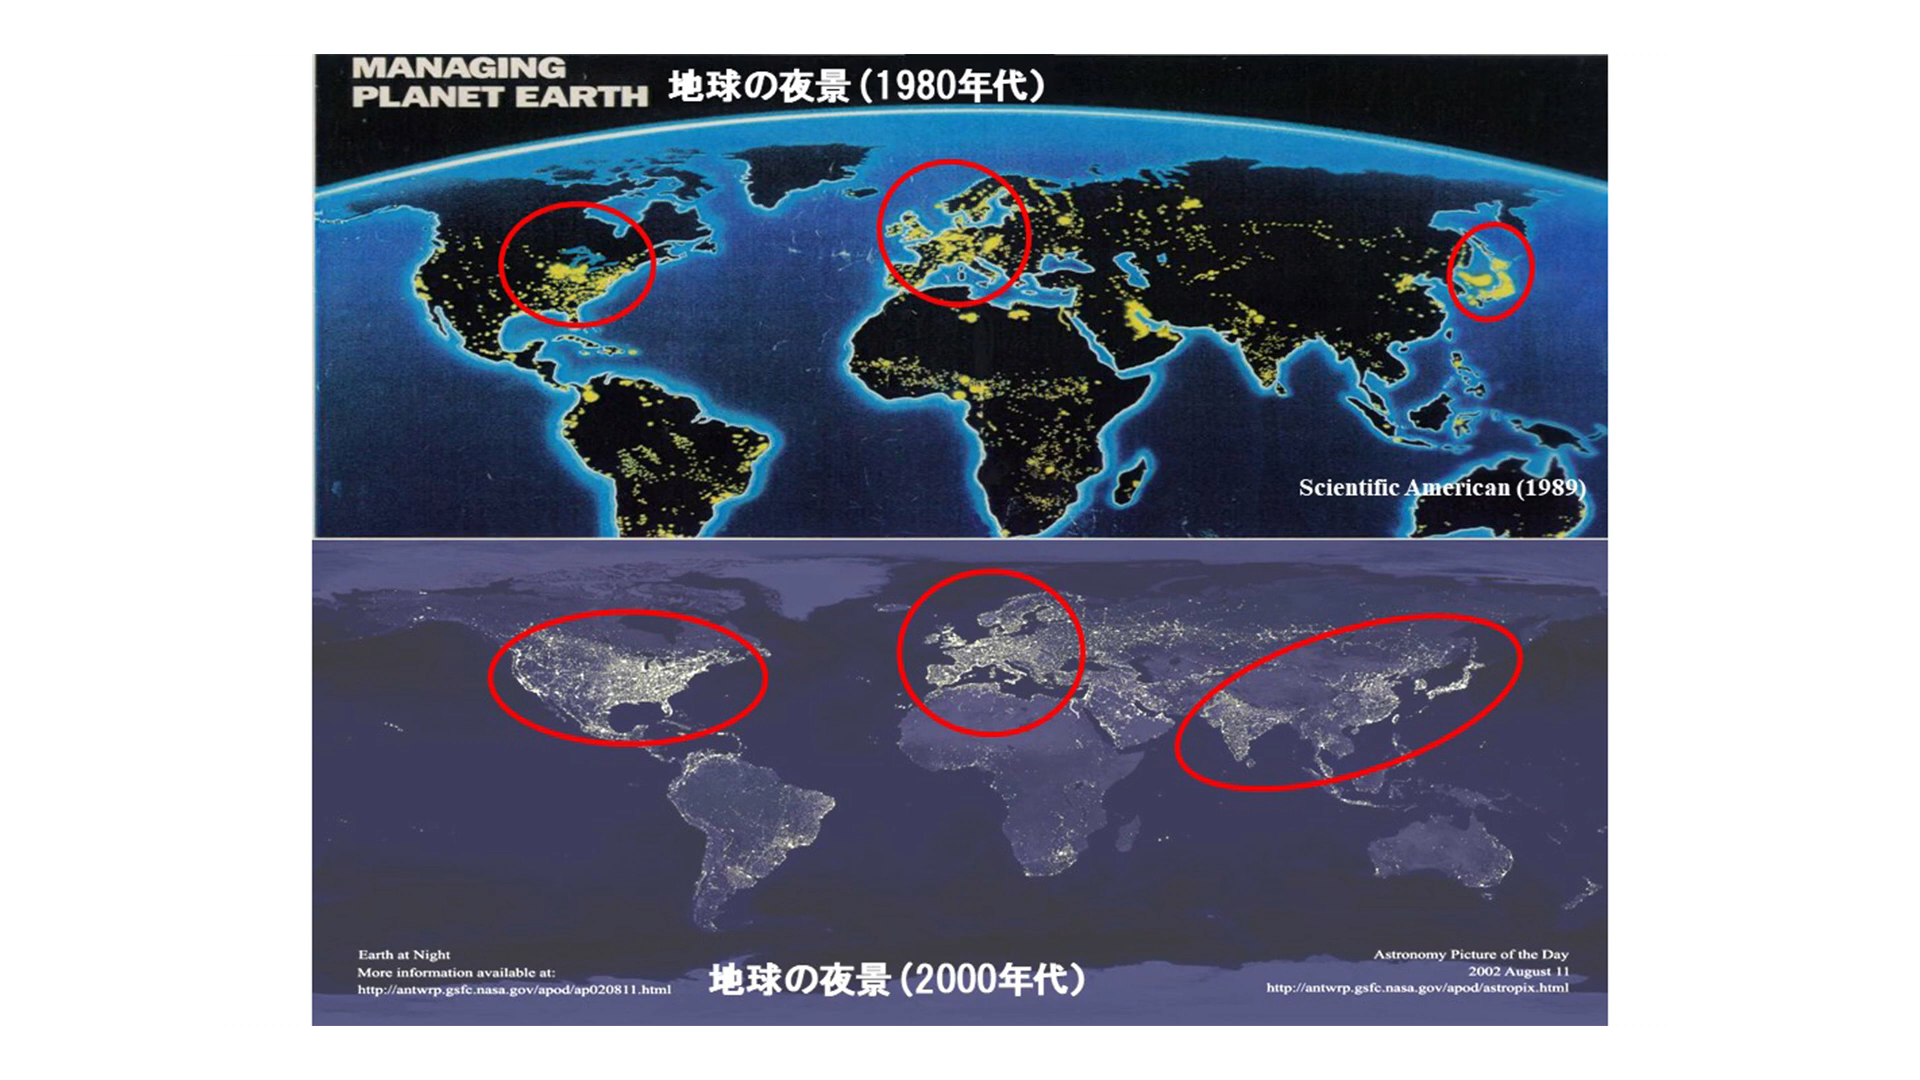 MANAGING
PLANET EARTH
地球の夜景(1980年代)
Scientific American (1989)
Earth at Night
More information available at:
http://antwrp.gsfc.nasa.gov/apod/ap020811.html
地球の夜景(2000年代)
Astronomy Picture of the Day
2002 August 11
http://antwrp.gsfc.nasa.gov/apod/astropix.html